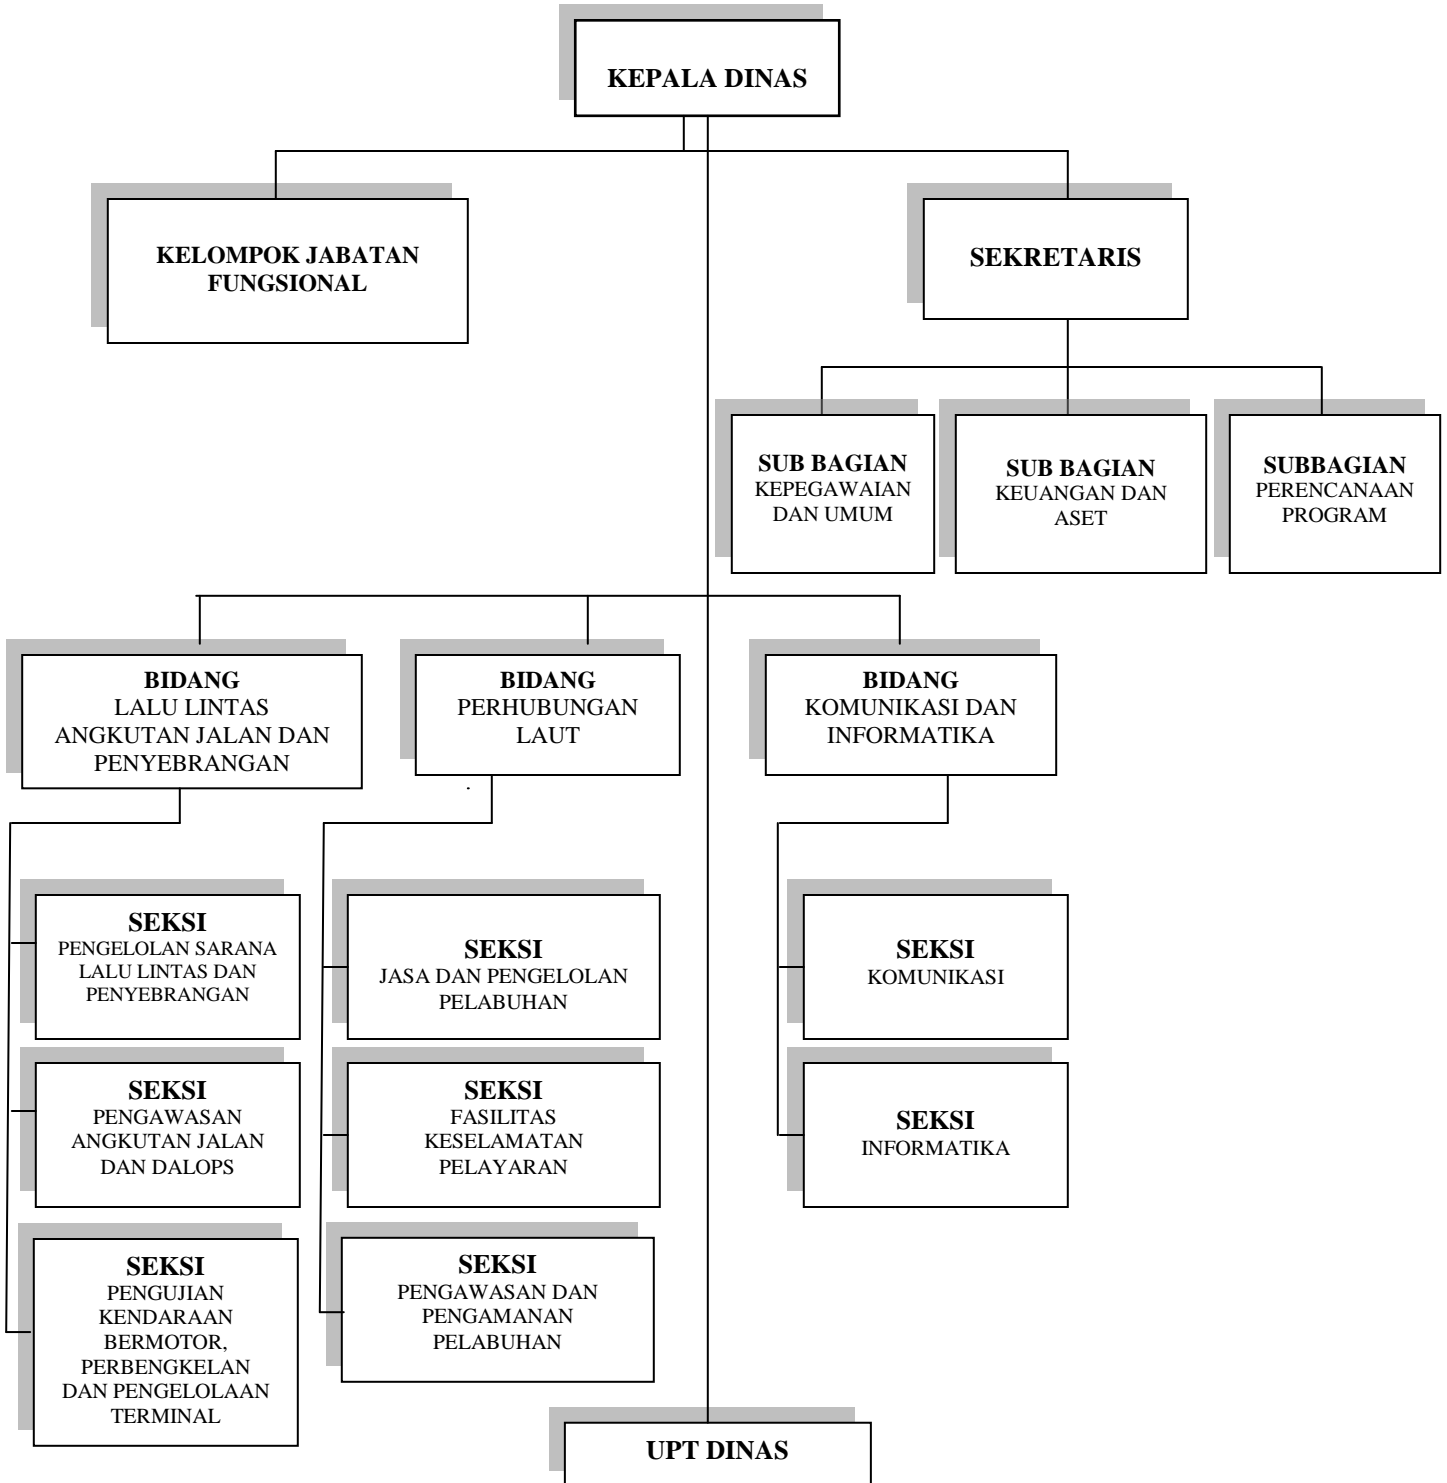 KEPALA DINAS
KELOMPOK JABATAN
FUNGSIONAL
SEKRETARIS
SUB BAGIAN
KEPEGAWAIAN
DAN UMUM
SUB BAGIAN
KEUANGAN DAN
ASET
SUBBAGIAN
PERENCANAAN
PROGRAM
BIDANG
LALU LINTAS
ANGKUTAN JALAN DAN
PENYEBRANGAN
BIDANG
PERHUBUNGAN
LAUT
BIDANG
KOMUNIKASI DAN
INFORMATIKA
SEKSI
PENGELOLAN SARANA
LALU LINTAS DAN
PENYEBRANGAN
SEKSI
JASA DAN PENGELOLAN
PELABUHAN
SEKSI
KOMUNIKASI
SEKSI
PENGAWASAN
ANGKUTAN JALAN
DAN DALOPS
SEKSI
FASILITAS
KESELAMATAN
PELAYARAN
SEKSI
INFORMATIKA
SEKSI
PENGUJIAN
KENDARAAN
BERMOTOR,
PERBENGKELAN
DAN PENGELOLAAN
TERMINAL
SEKSI
PENGAWASAN DAN
PENGAMANAN
PELABUHAN
UPT DINAS